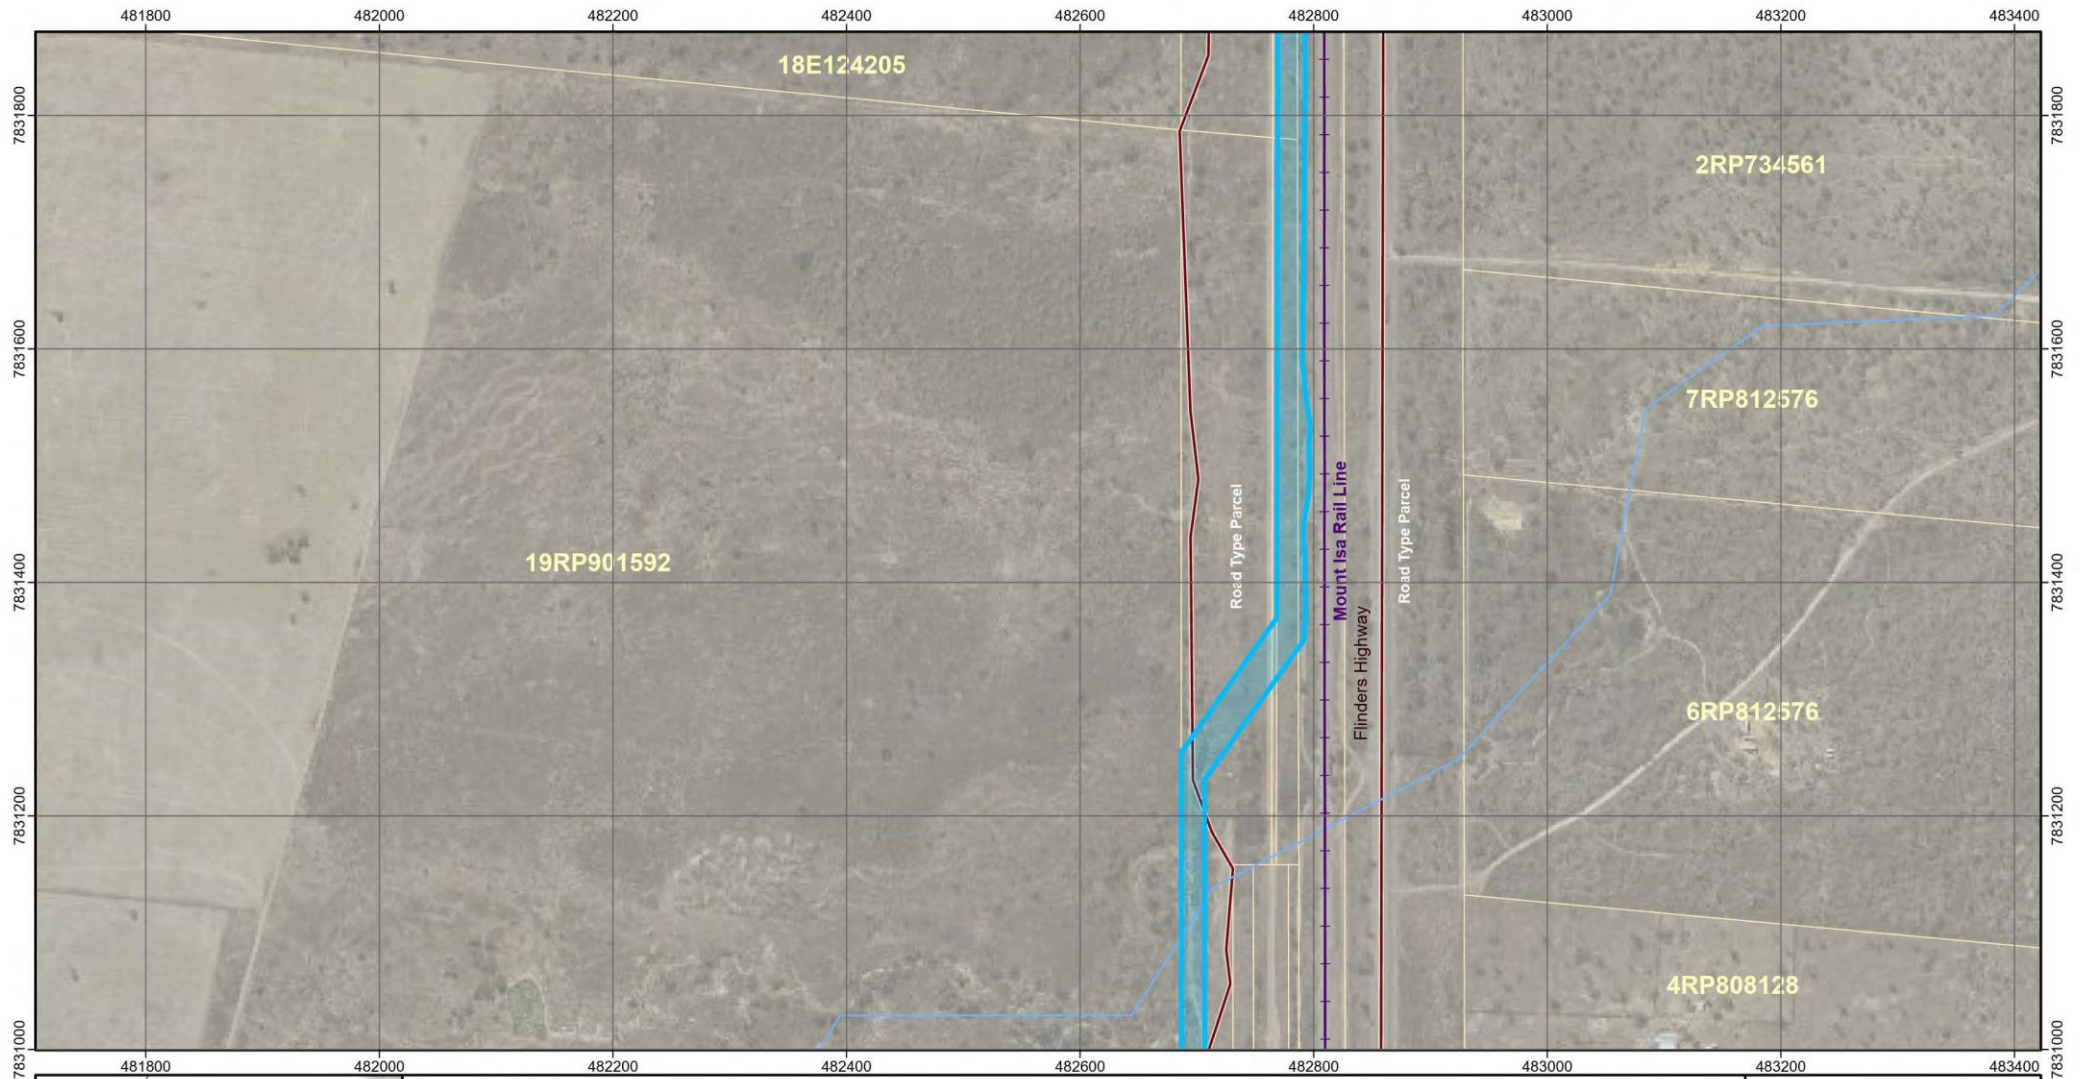 481800 482000 482200 482400 482600 482800 483000 483200 483400
18E124205
7831800 7831800
2RP734561
7831600 7831600
7RP812576
Road Type Parcel
Mount Isa Rail Line
Road Type Parcel
19RP901592
7831400 7831400
Flinders Highway
6RP812576
7831200 7831200
4RP808128
7831000 7831000
481800 482000 482200 482400 482600 482800 483000 483200 483400